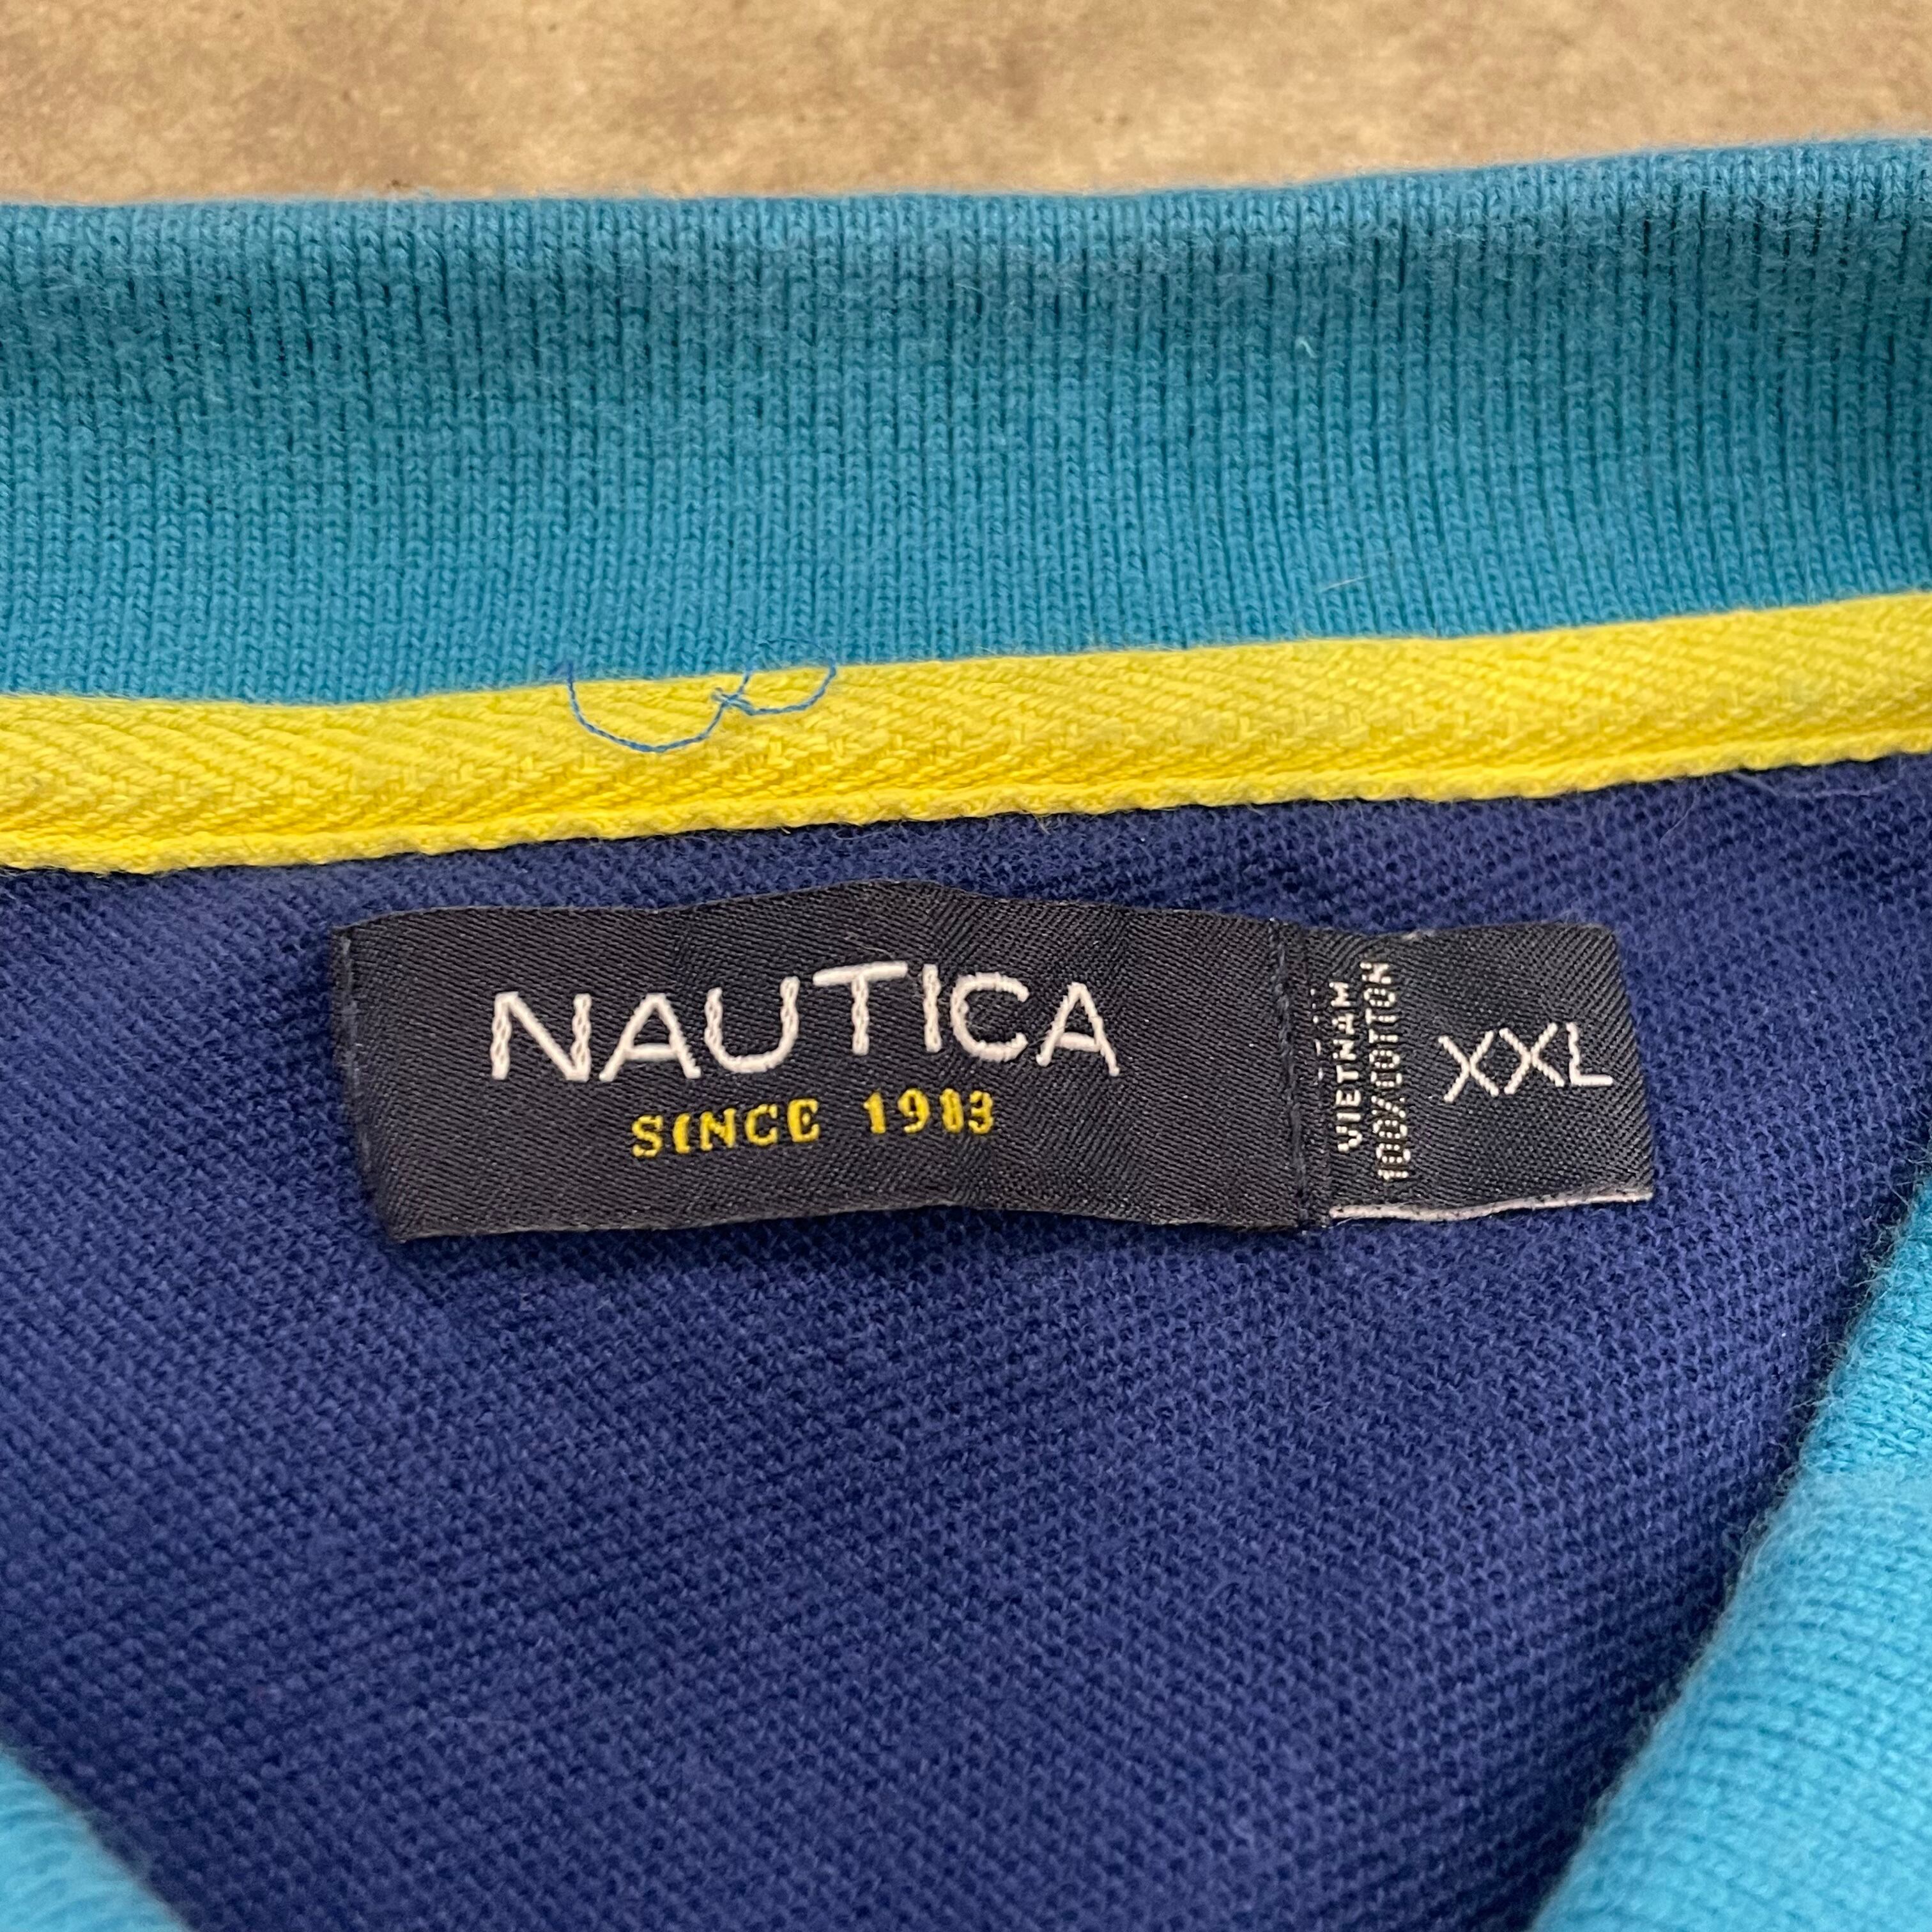 NAUTICA
SINCE 1983
VIETNAM
100% COTTON
XXL